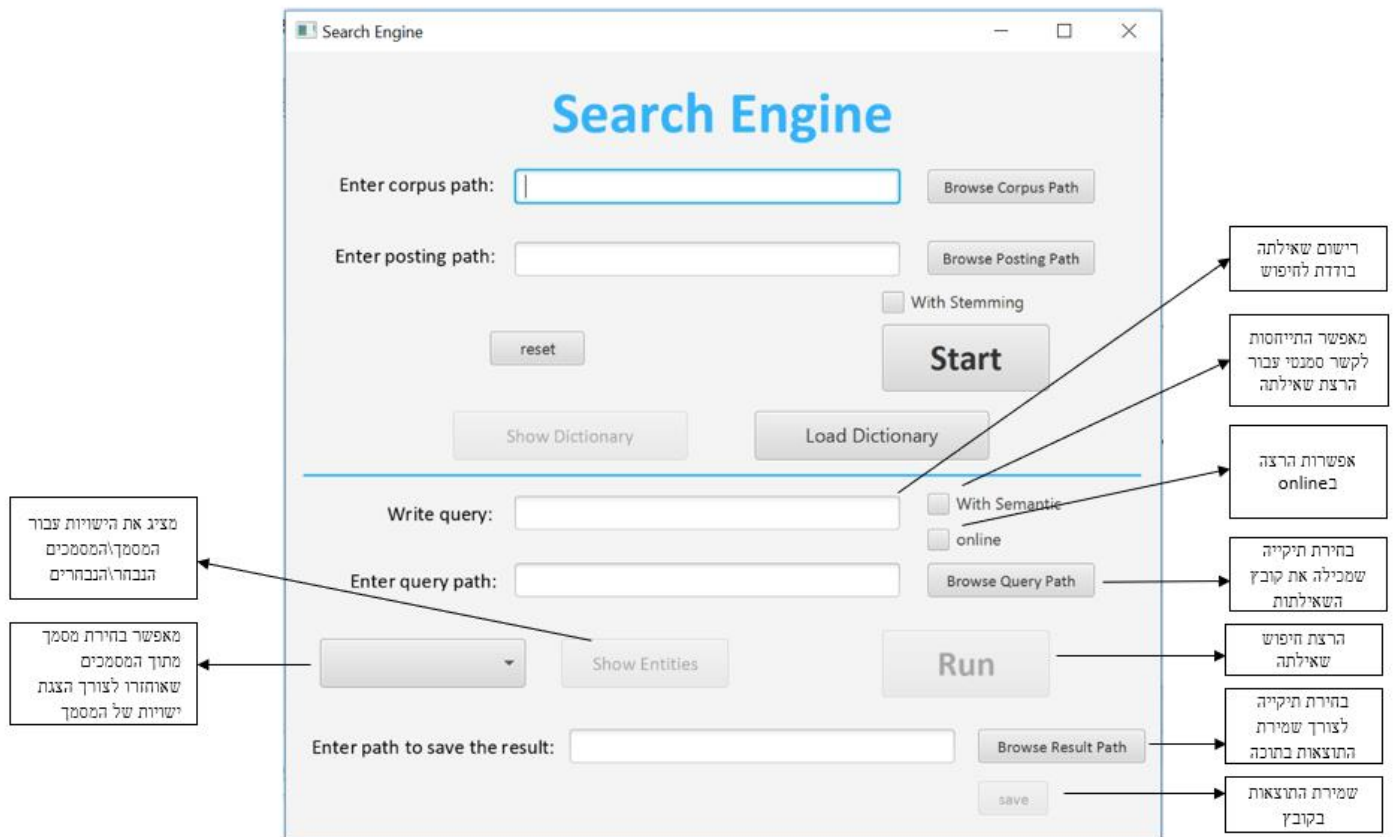 Search Engine
Search Engine
Enter corpus path:
Browse Corpus Path
Enter posting path:
Browse Posting Path
With Stemming
reset
Start
Show Dictionary
Load Dictionary
Write query:
With Semantic
online
Enter query path:
Browse Query Path
Show Entities
Run
Enter path to save the result:
Browse Result Path
save
רישום שאילתה
בודדת לחיפוש
מאפשר התייחסות
לקשר סמנטי עבור
הרצת שאילתה
אפשרות הרצה
בonline
בחירת תיקייה
שמכילה את קובץ
השאילתות
הרצת חיפוש
שאילתה
בחירת תיקייה
לצורך שמירת
התוצאות בתוכה
שמירת התוצאות
בקובץ
מציג את הישויות עבור
המסמך\המסמכים
הנבחר\הנבחרים
מאפשר בחירת מסמך
מתוך המסמכים
שאוחזרו לצורך הצגת
ישויות של המסמך